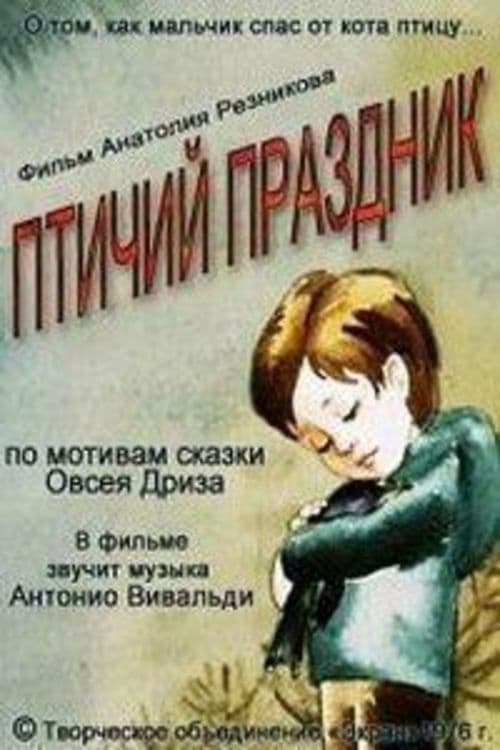 О том, как мальчик спас от кота птицу...
Фильм Анатолия Резникова
ПТИЧИЙ ПРАЗДНИК
по мотивам сказки
Овсея Дриза
В фильме
звучит музыка
Антонио Вивальди
© Творческое объединение «Экран» 1976 г.